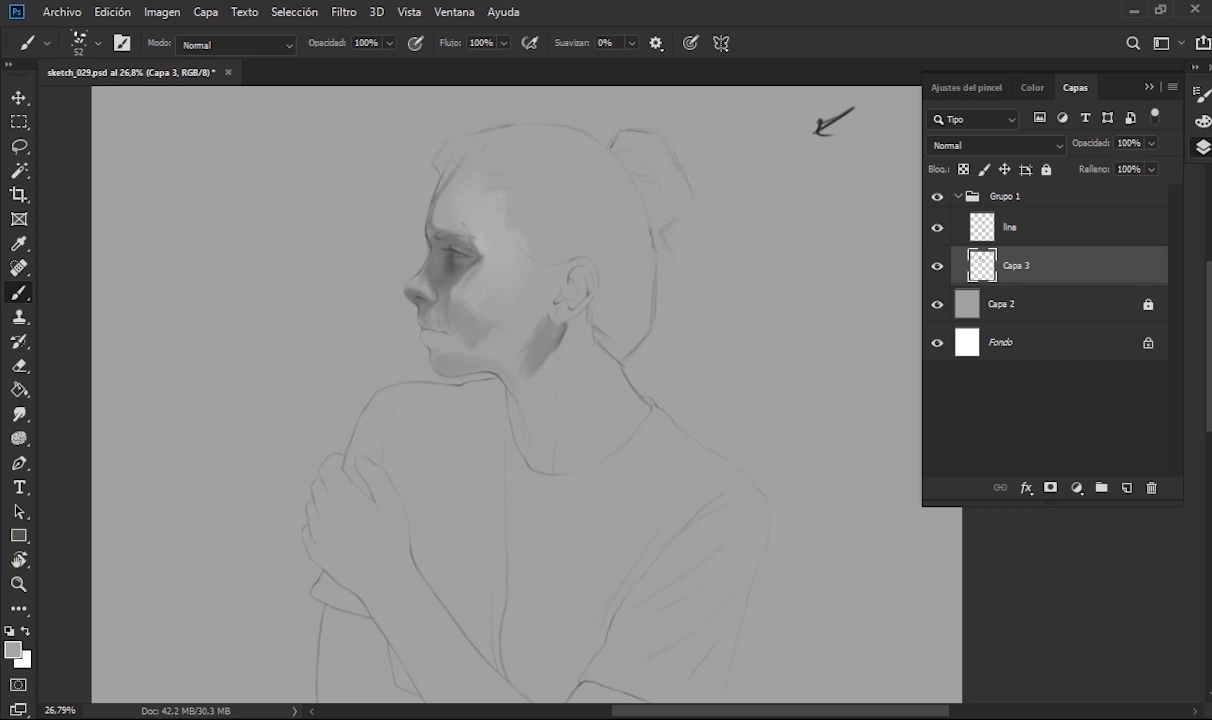 Ps Archivo Edición Imagen Capa Texto Selección Filtro 3D Vista Ventana Ayuda
52 Modo: Normal Opacidad: 100% Flujo: 100% Suavizar: 0%
sketch_029.psd al 26,8% (Capa 3, RGB/8) *
Ajustes del pincel Color Capas
Tipo
Normal Opacidad: 100%
Bloq.: Relleno: 100%
Grupo 1
line
Capa 3
Capa 2
Fondo
fx
26,79% Doc: 42,2 MB/30,3 MB